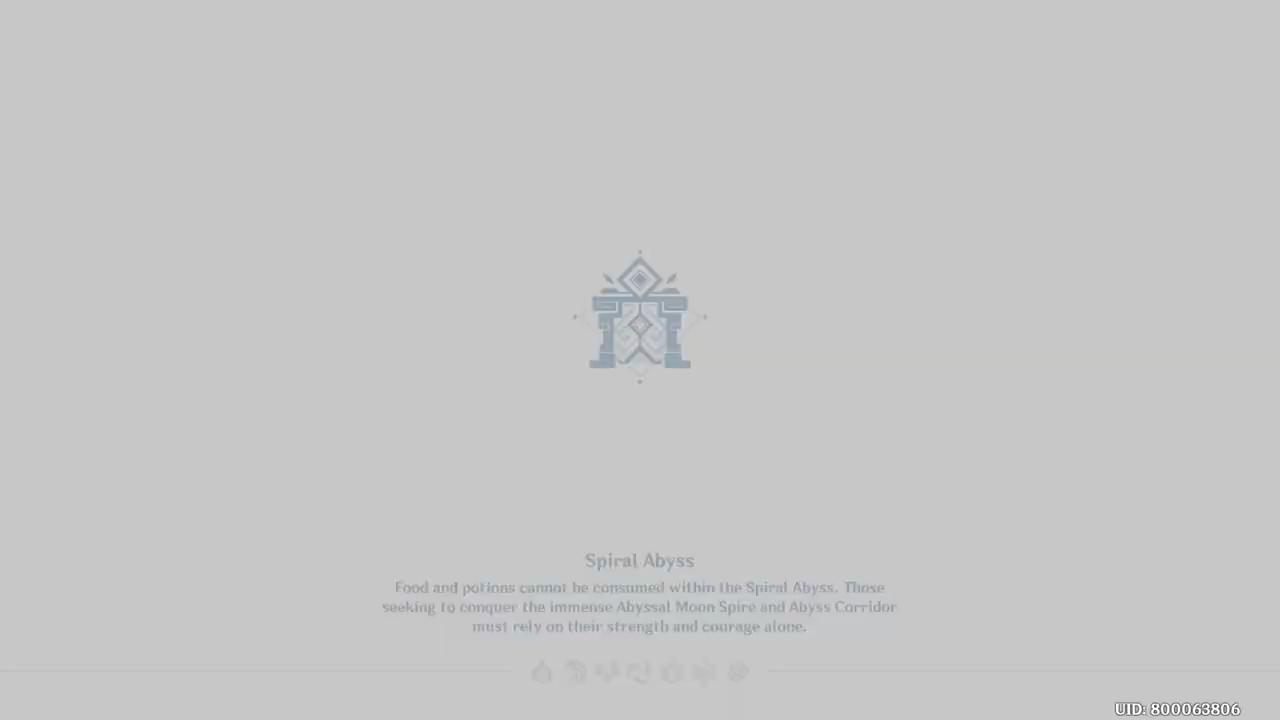 Spiral Abyss
Food and potions cannot be consumed within the Spiral Abyss. Those
seeking to conquer the immense Abyssal Moon Spire and Abyss Corridor
must rely on their strength and courage alone.
UID: 800063806